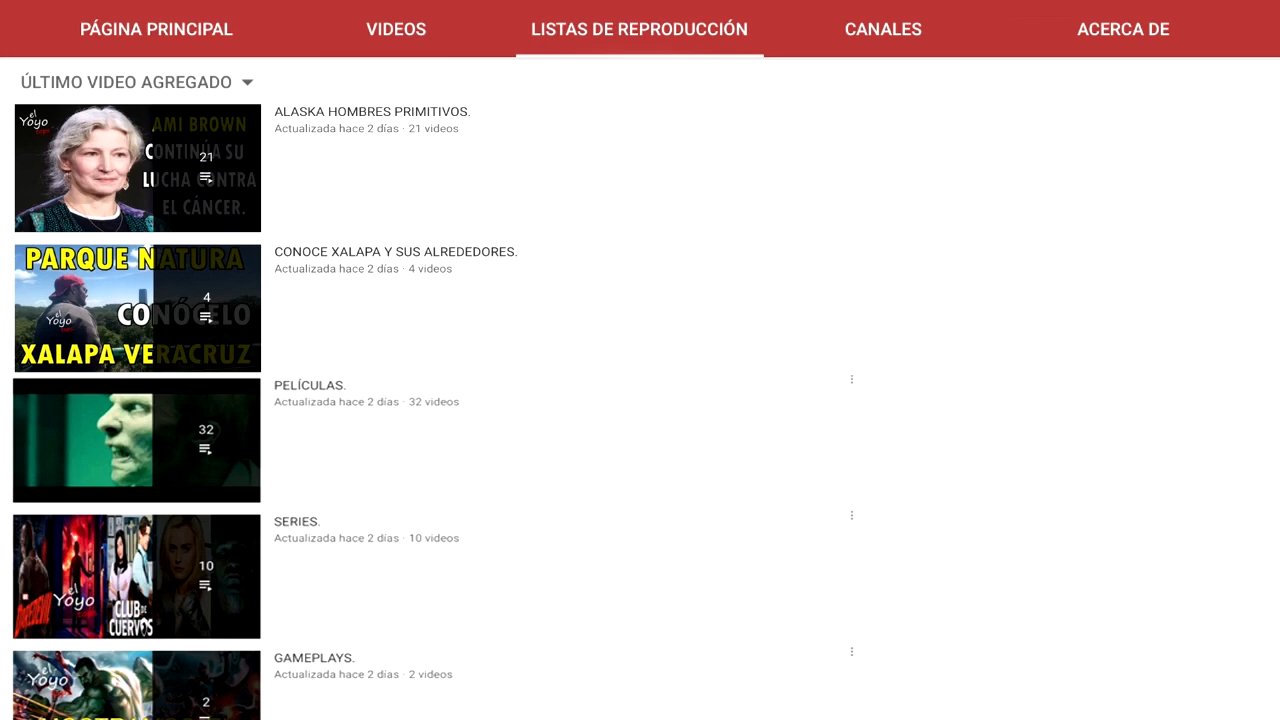 PÁGINA PRINCIPAL VIDEOS LISTAS DE REPRODUCCIÓN CANALES ACERCA DE
ÚLTIMO VIDEO AGREGADO
el
Yoyo
AMI BROWN
CONTINÚA SU
LUCHA CONTRA
EL CÁNCER.
21
ALASKA HOMBRES PRIMITIVOS.
Actualizada hace 2 días · 21 videos
PARQUE NATURA
CONÓCELO
el
Yoyo
XALAPA VERACRUZ
4
CONOCE XALAPA Y SUS ALREDEDORES.
Actualizada hace 2 días · 4 videos
32
PELÍCULAS.
Actualizada hace 2 días · 32 videos
DAREDEVIL
el
Yoyo
CLUB DE
CUERVOS
10
SERIES.
Actualizada hace 2 días · 10 videos
el
Yoyo
2
GAMEPLAYS.
Actualizada hace 2 días · 2 videos